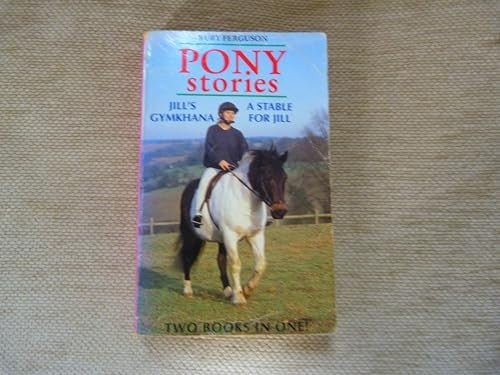 RUBY FERGUSON
PONY
stories
JILL'S
GYMKHANA
A STABLE
FOR JILL
TWO BOOKS IN ONE!